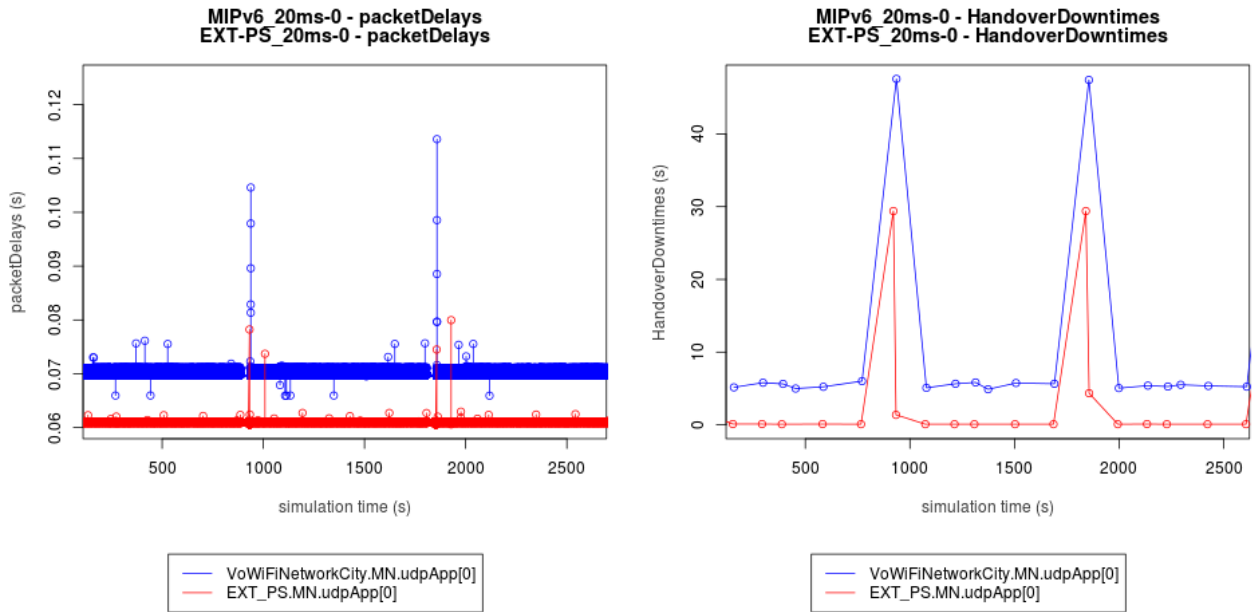 MIPv6_20ms-0 - packetDelays
EXT-PS_20ms-0 - packetDelays
packetDelays (s)
0.12
0.11
0.10
0.09
0.08
0.07
0.06
500
1000
1500
2000
2500
simulation time (s)
VoWiFiNetworkCity.MN.udpApp[0]
EXT_PS.MN.udpApp[0]
MIPv6_20ms-0 - HandoverDowntimes
EXT-PS_20ms-0 - HandoverDowntimes
HandoverDowntimes (s)
40
30
20
10
0
500
1000
1500
2000
2500
simulation time (s)
VoWiFiNetworkCity.MN.udpApp[0]
EXT_PS.MN.udpApp[0]